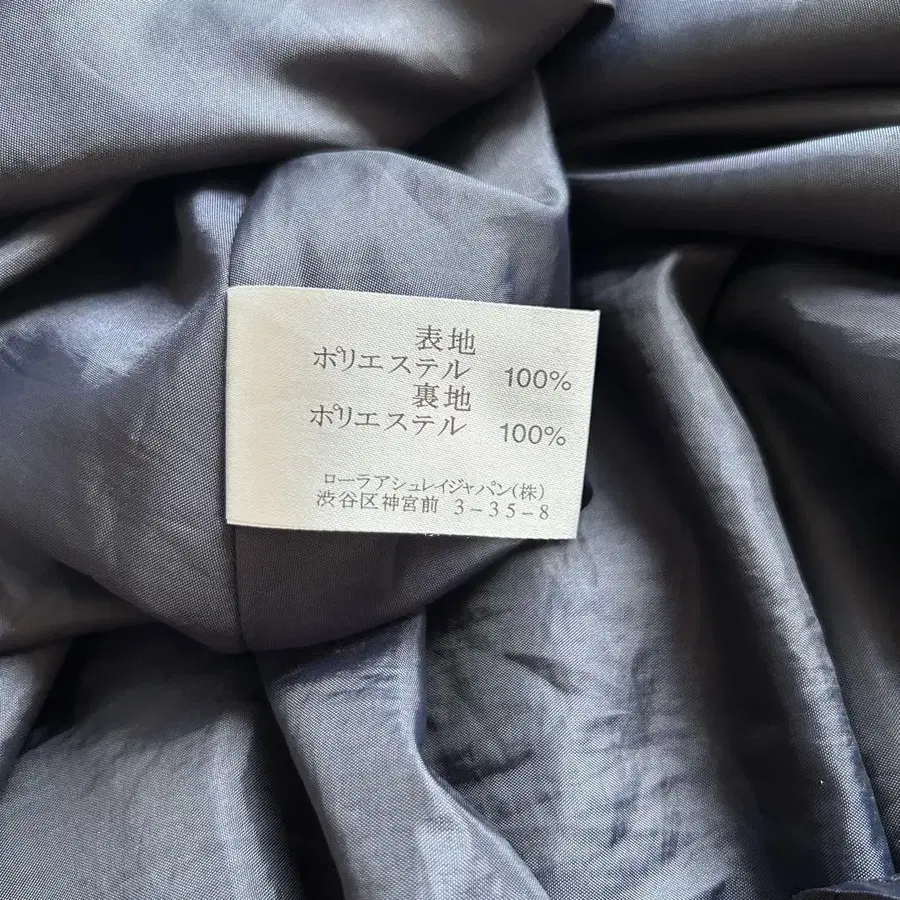 表地
ポリエステル 100%
裏地
ポリエステル 100%
ローラアシュレイジャパン(株)
渋谷区神宮前 3-35-8